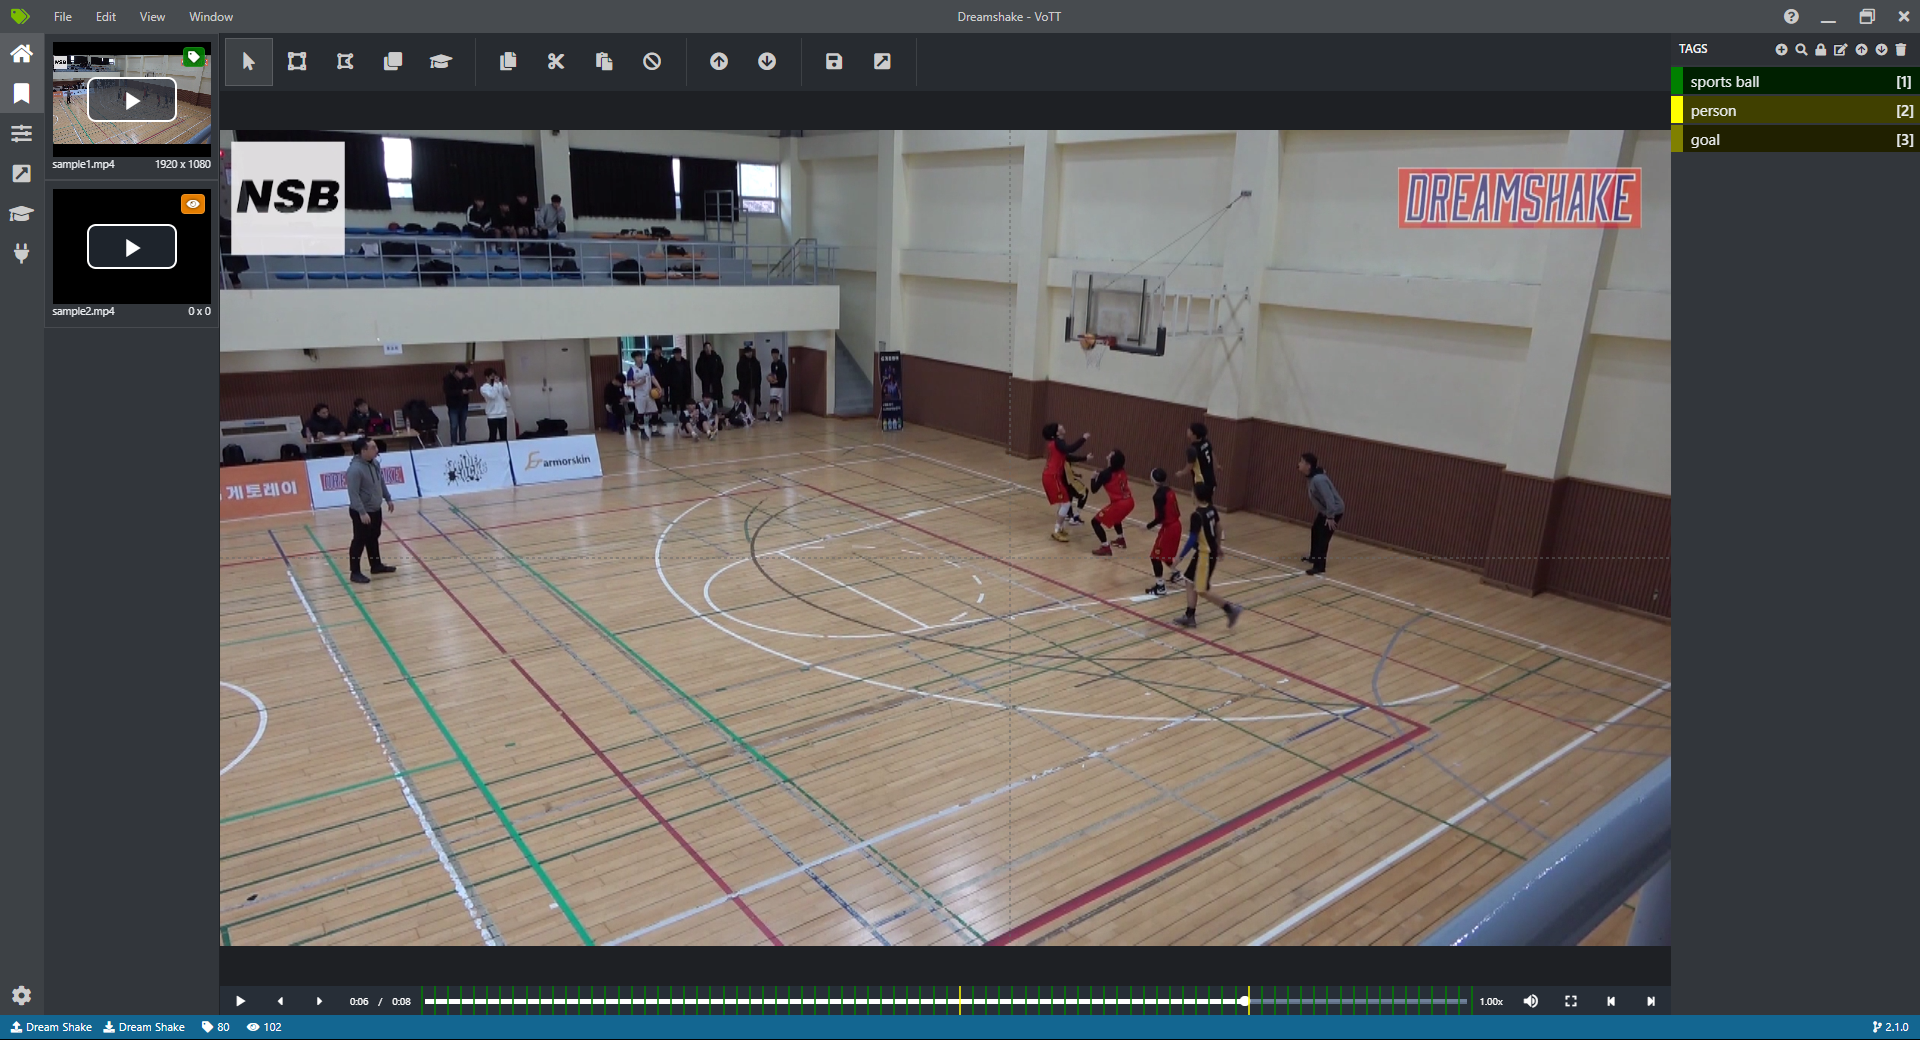 File Edit View Window
Dreamshake - VoTT
TAGS
sports ball [1]
person [2]
goal [3]
sample1.mp4 1920 x 1080
sample2.mp4 0 x 0
NSB
DREAMSHAKE
게토레이
armorskin
0:06 / 0:08
1.00x
Dream Shake Dream Shake 80 102
2.1.0